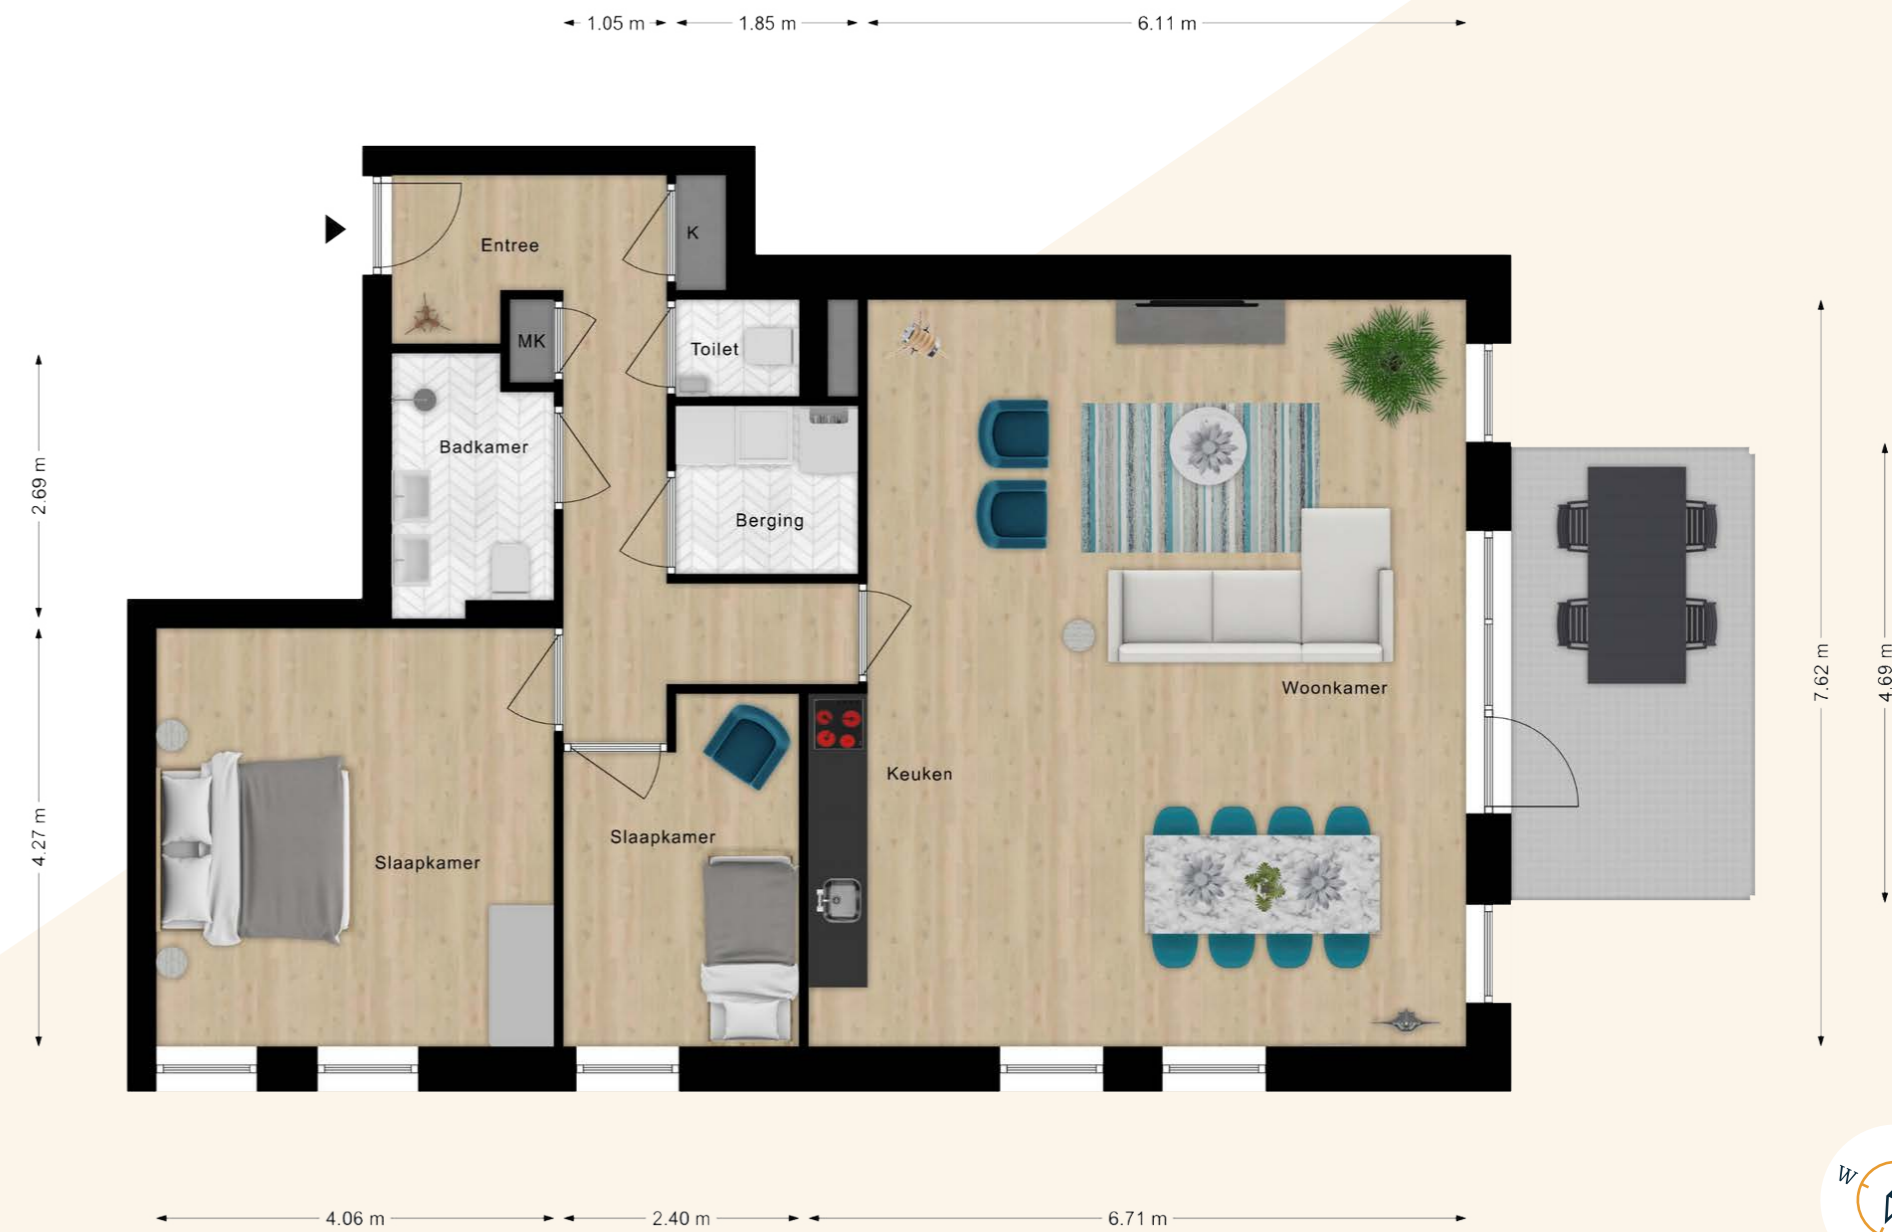 1.05 m
1.85 m
6.11 m
Entree
K
MK
Toilet
Badkamer
Berging
2.69 m
Woonkamer
7.62 m
4.69 m
Keuken
Slaapkamer
Slaapkamer
4.27 m
W
4.06 m
2.40 m
6.71 m